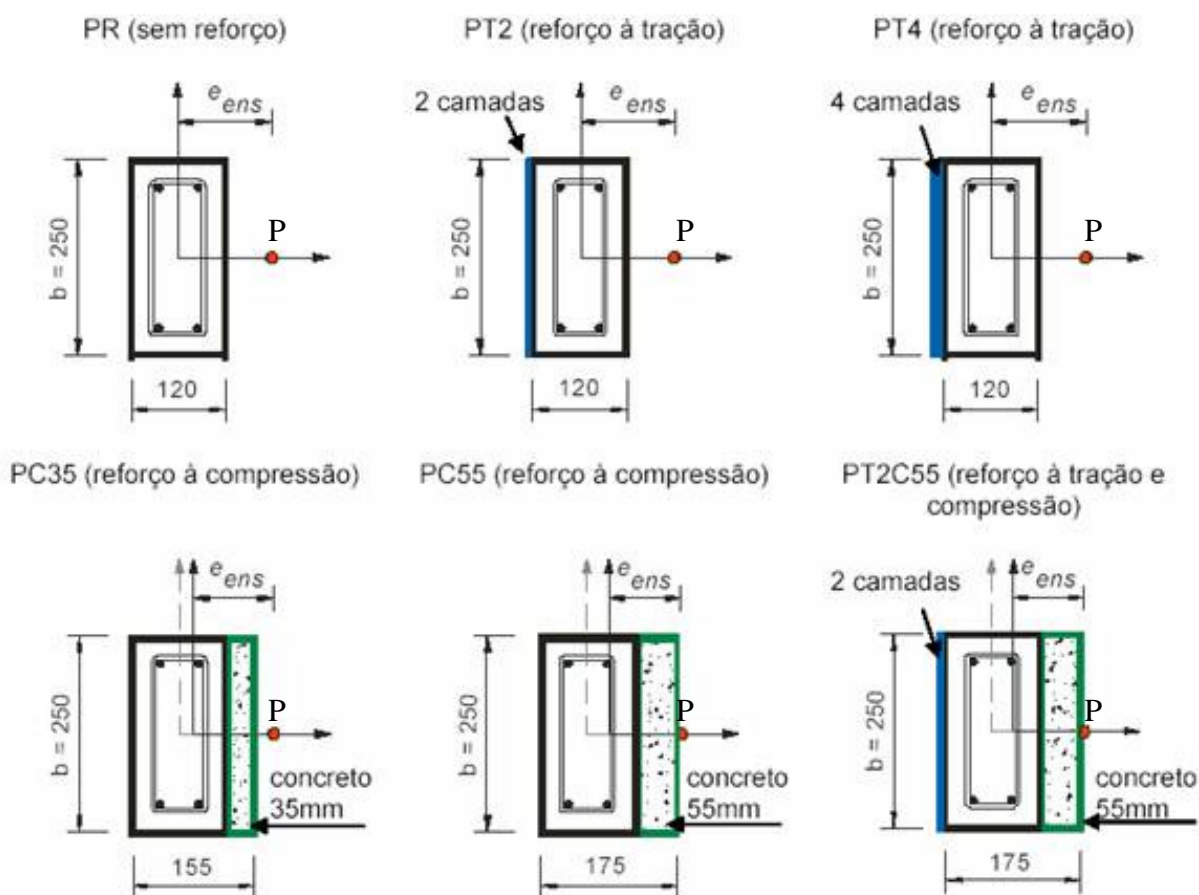 PR (sem reforço)
e ens
P
b = 250
120
PT2 (reforço à tração)
2 camadas
e ens
P
b = 250
120
PT4 (reforço à tração)
4 camadas
e ens
P
b = 250
120
PC35 (reforço à compressão)
e ens
P
b = 250
concreto
35mm
155
PC55 (reforço à compressão)
e ens
P
b = 250
concreto
55mm
175
PT2C55 (reforço à tração e
compressão)
2 camadas
e ens
P
b = 250
concreto
55mm
175